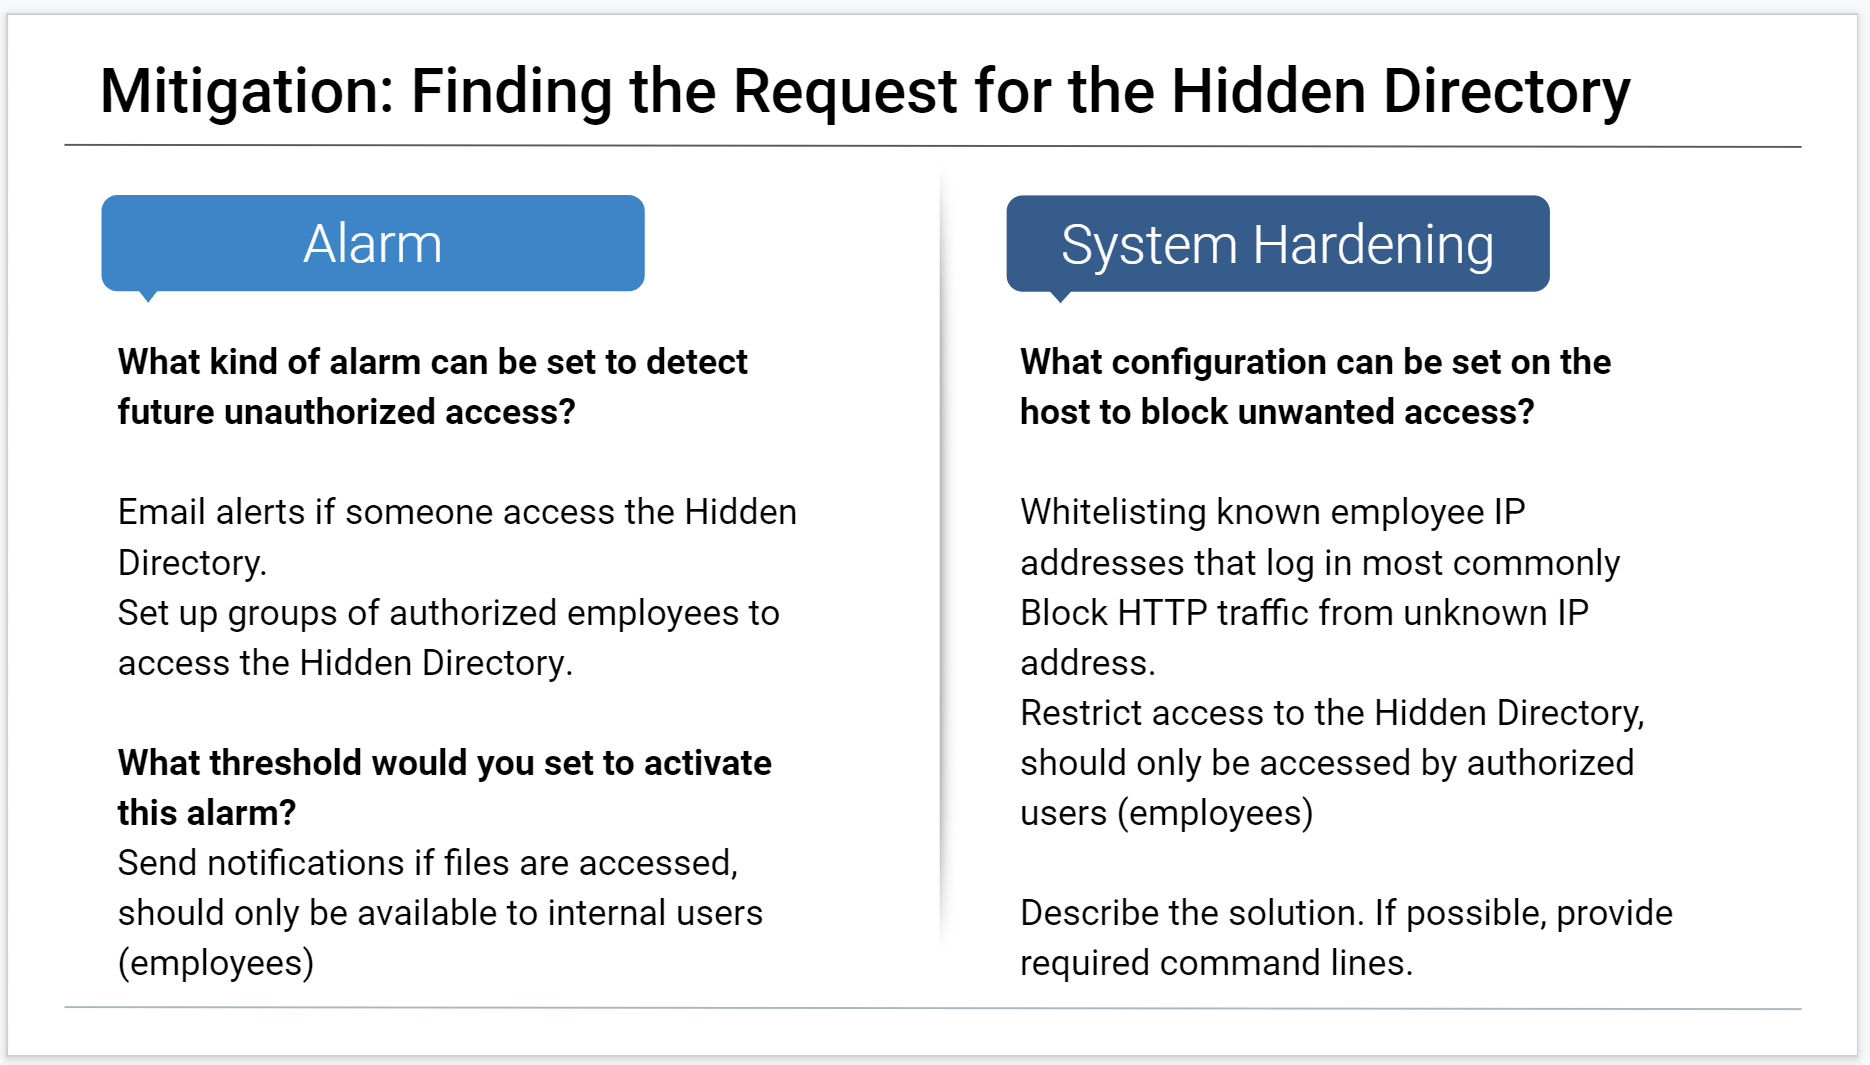 Mitigation: Finding the Request for the Hidden Directory
Alarm
What kind of alarm can be set to detect
future unauthorized access?
Email alerts if someone access the Hidden
Directory.
Set up groups of authorized employees to
access the Hidden Directory.
What threshold would you set to activate
this alarm?
Send notifications if files are accessed,
should only be available to internal users
(employees)
System Hardening
What configuration can be set on the
host to block unwanted access?
Whitelisting known employee IP
addresses that log in most commonly
Block HTTP traffic from unknown IP
address.
Restrict access to the Hidden Directory,
should only be accessed by authorized
users (employees)
Describe the solution. If possible, provide
required command lines.